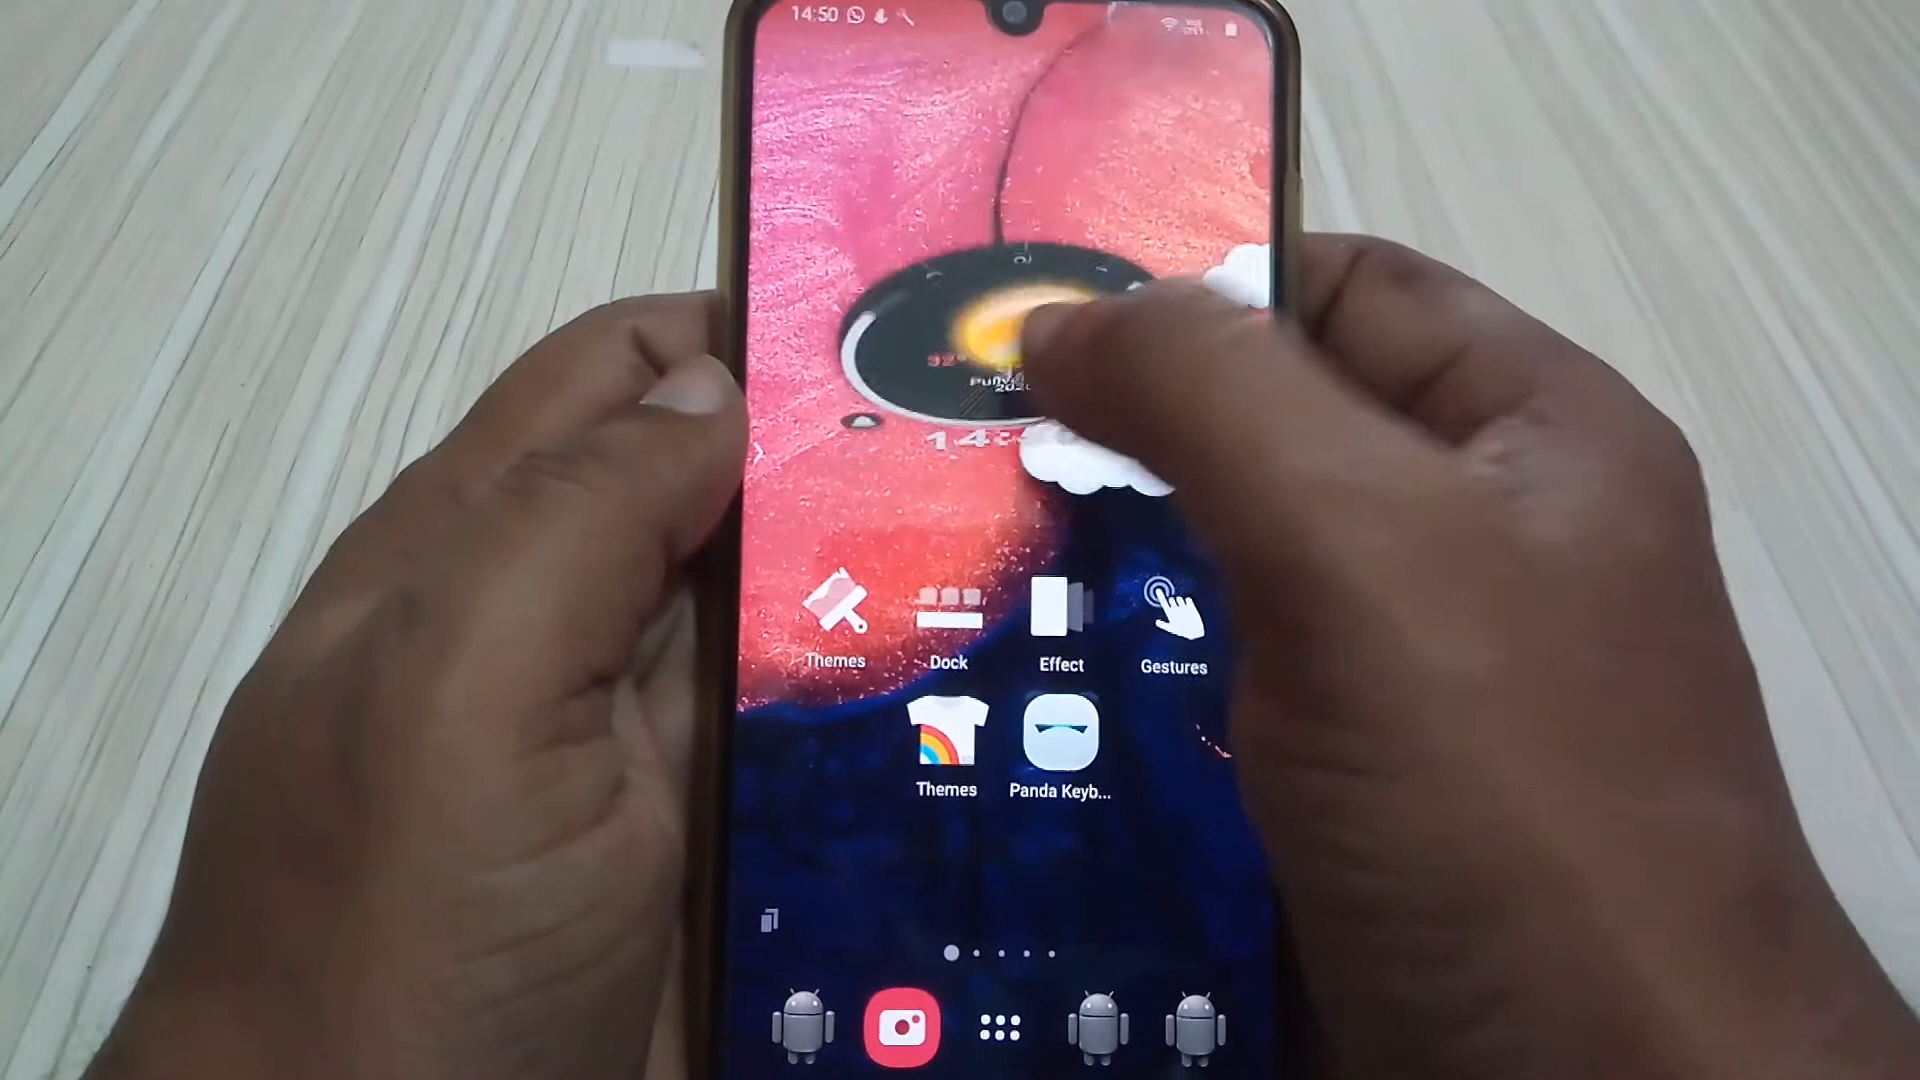 14:50
Themes
Dock
Effect
Gestures
Themes
Panda Keyb...